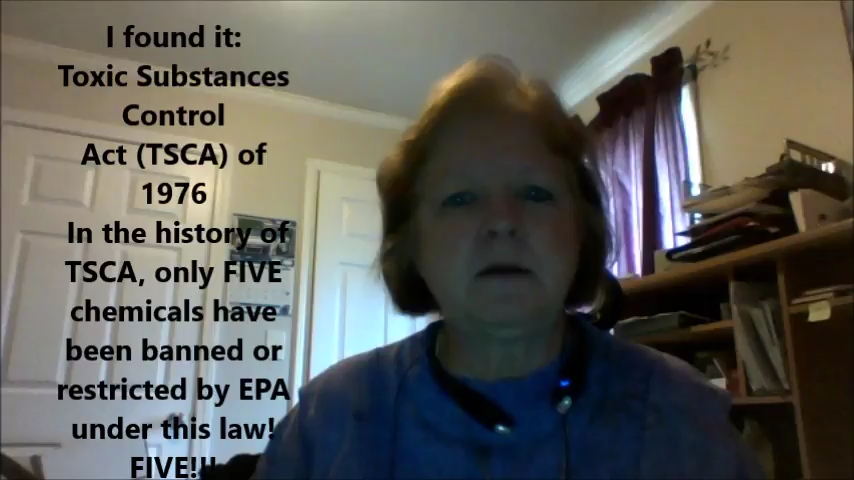 I found it:
Toxic Substances
Control
Act (TSCA) of
1976
In the history of
TSCA, only FIVE
chemicals have
been banned or
restricted by EPA
under this law!
FIVE!!!